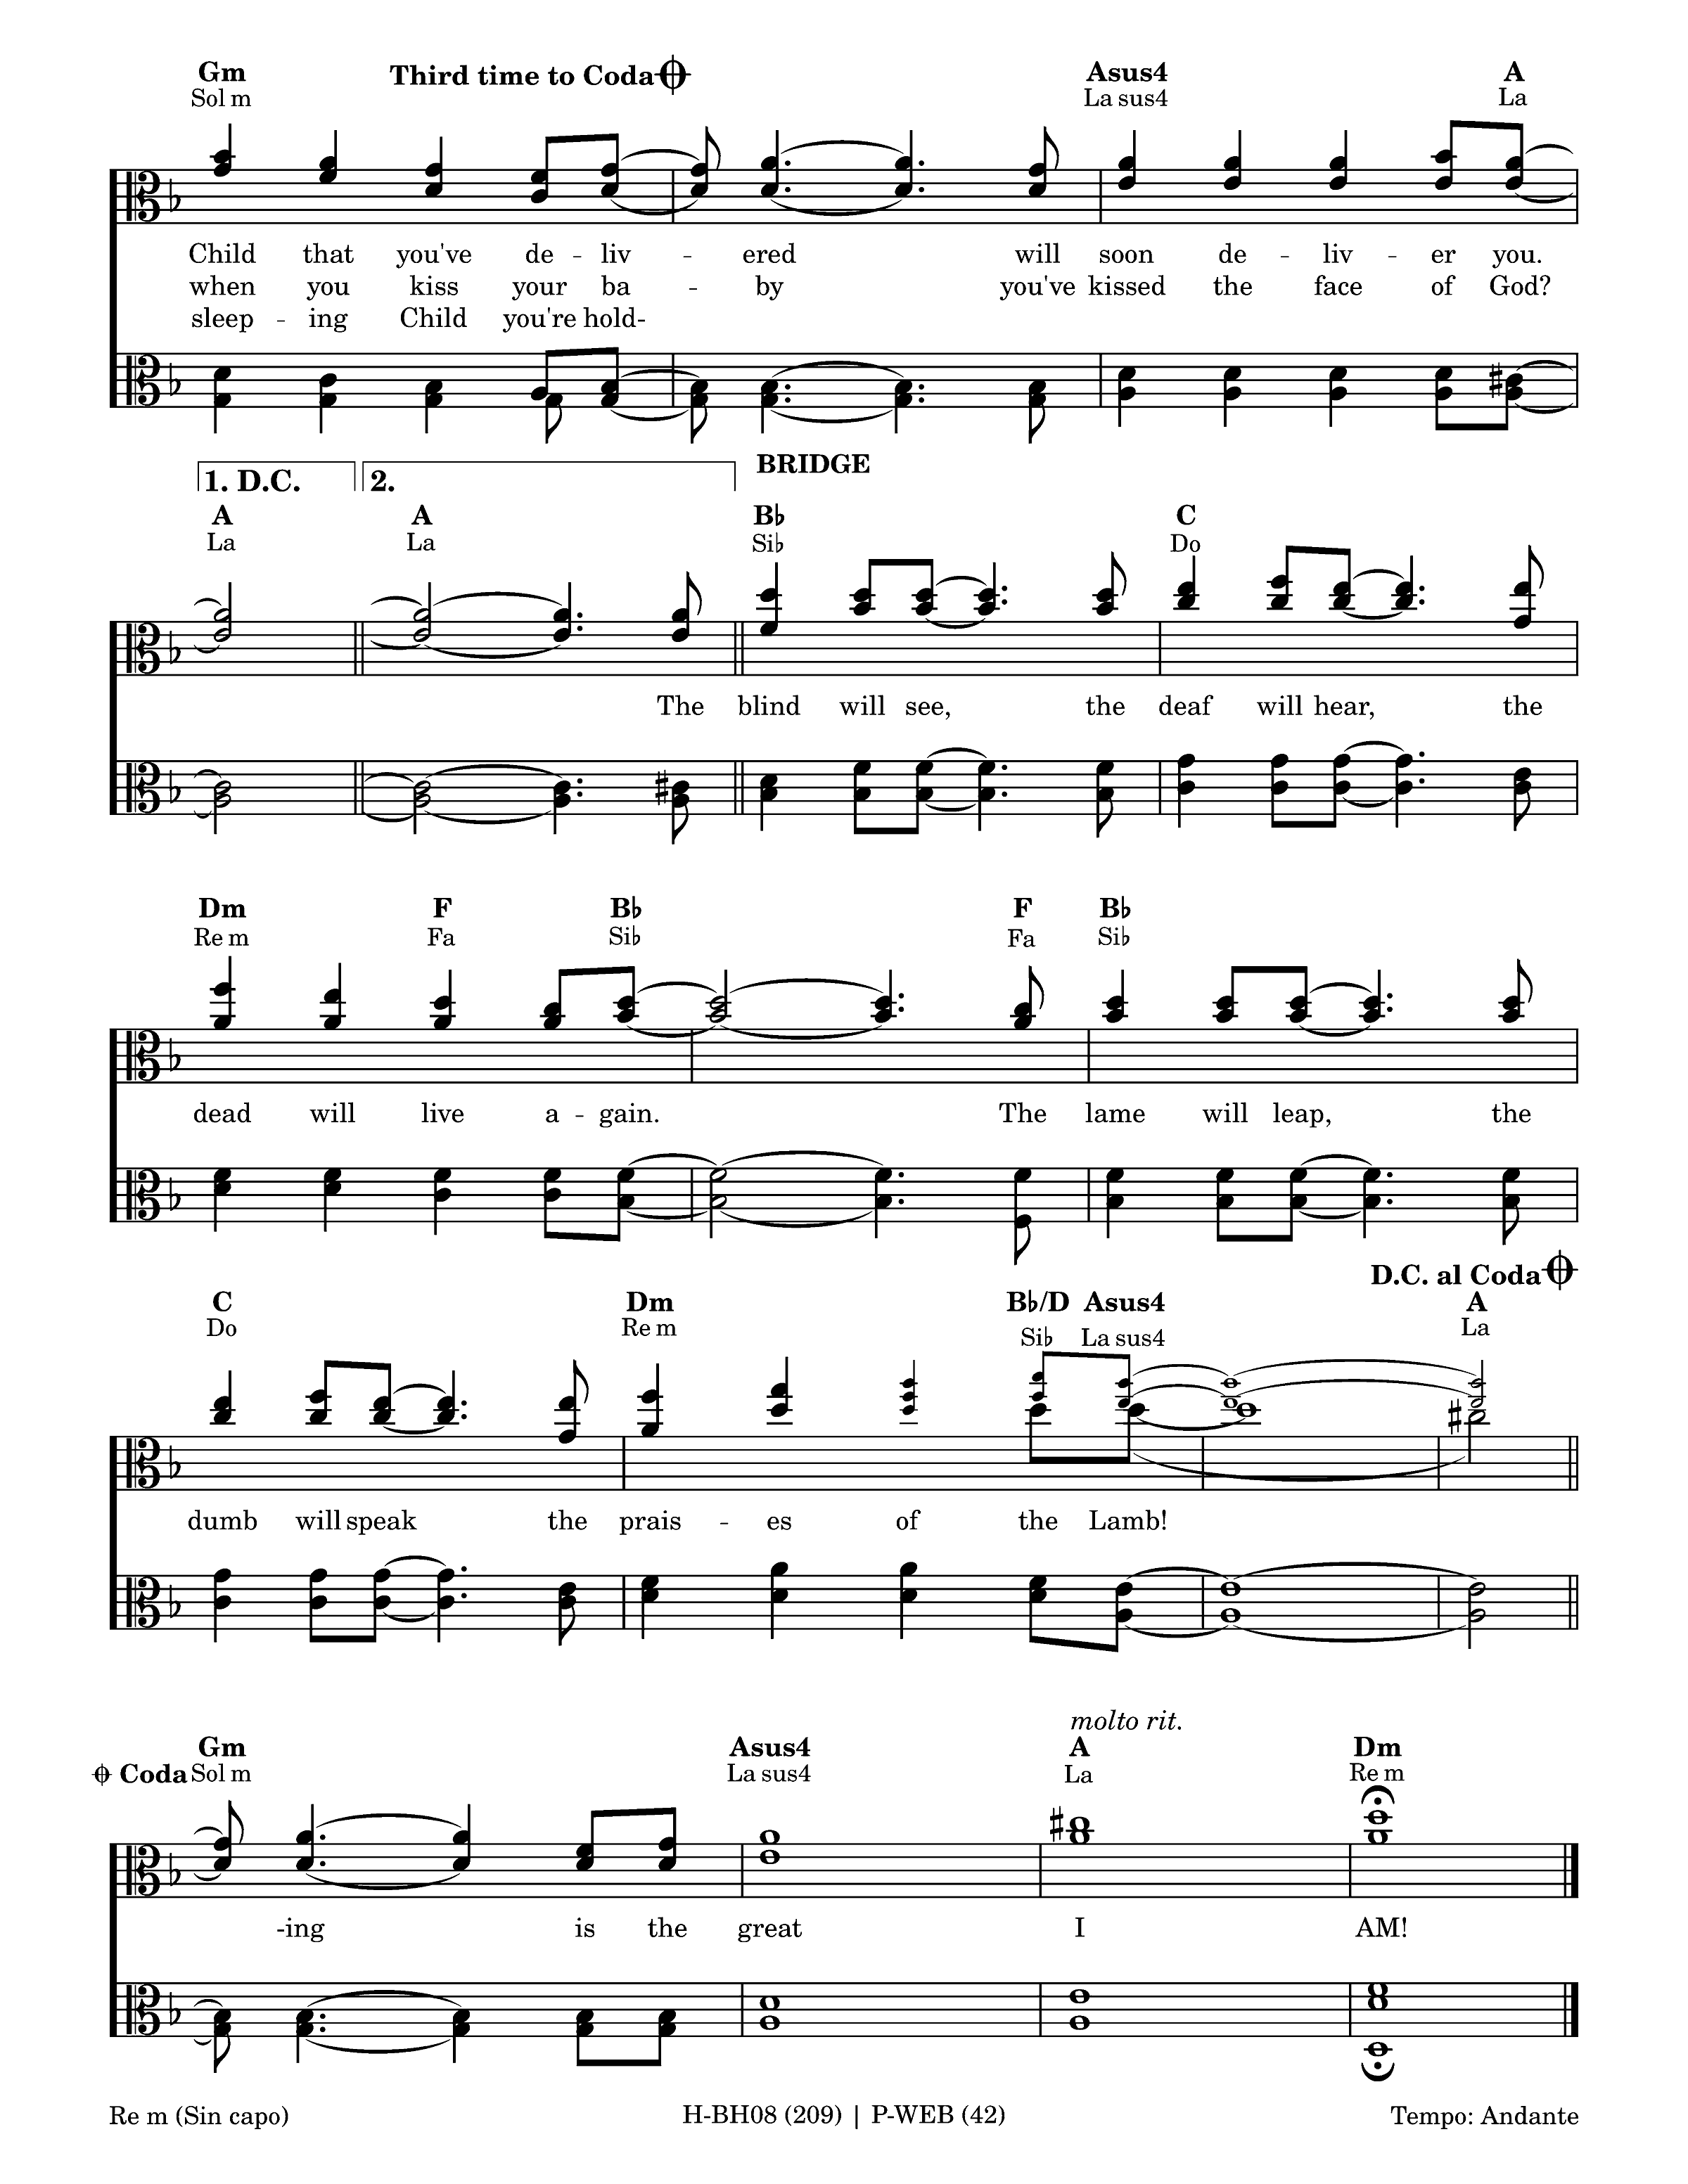 Third time to Coda
Gm Asus4 A
Sol m La sus4 La
Child that you've de - liv - ered will soon de - liv - er you.
when you kiss your ba - by you've kissed the face of God?
sleep - ing Child you're hold-
1. D.C. 2. BRIDGE
A A B♭ C
La La Si♭ Do
The blind will see, the deaf will hear, the
Dm F B♭ F B♭
Re m Fa Si♭ Fa Si♭
dead will live a - gain. The lame will leap, the
D.C. al Coda
C Dm B♭/D Asus4 A
Do Re m Si♭ La sus4 La
dumb will speak the prais - es of the Lamb!
molto rit.
Gm Asus4 A Dm
Coda Sol m La sus4 La Re m
-ing is the great I AM!
Re m (Sin capo) H-BH08 (209) | P-WEB (42) Tempo: Andante